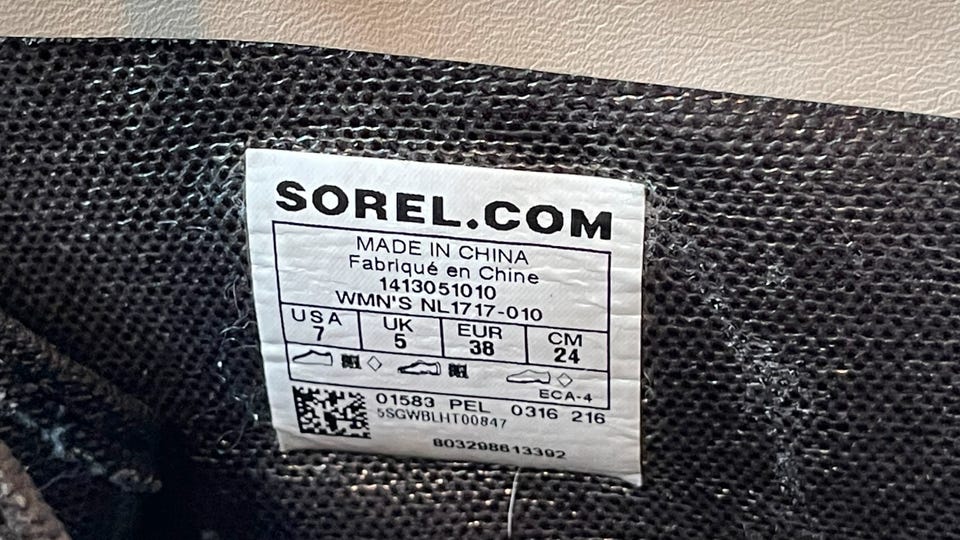 SOREL.COM
MADE IN CHINA
Fabriqué en Chine
1413051010
WMN'S NL1717-010
USA UK EUR CM
7 5 38 24
ECA-4
01583 PEL 0316 216
5SGWBLHT00847
803298613392